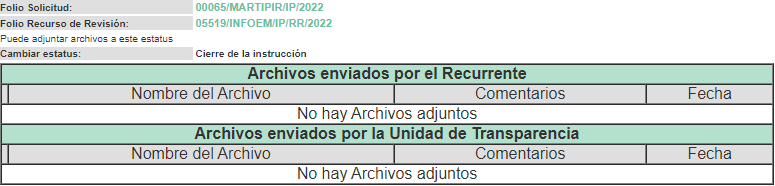 Folio Solicitud: 00065/MARTIPIR/IP/2022
Folio Recurso de Revisión: 05519/INFOEM/IP/RR/2022
Puede adjuntar archivos a este estatus
Cambiar estatus: Cierre de la instrucción
Archivos enviados por el Recurrente
Nombre del Archivo Comentarios Fecha
No hay Archivos adjuntos
Archivos enviados por la Unidad de Transparencia
Nombre del Archivo Comentarios Fecha
No hay Archivos adjuntos